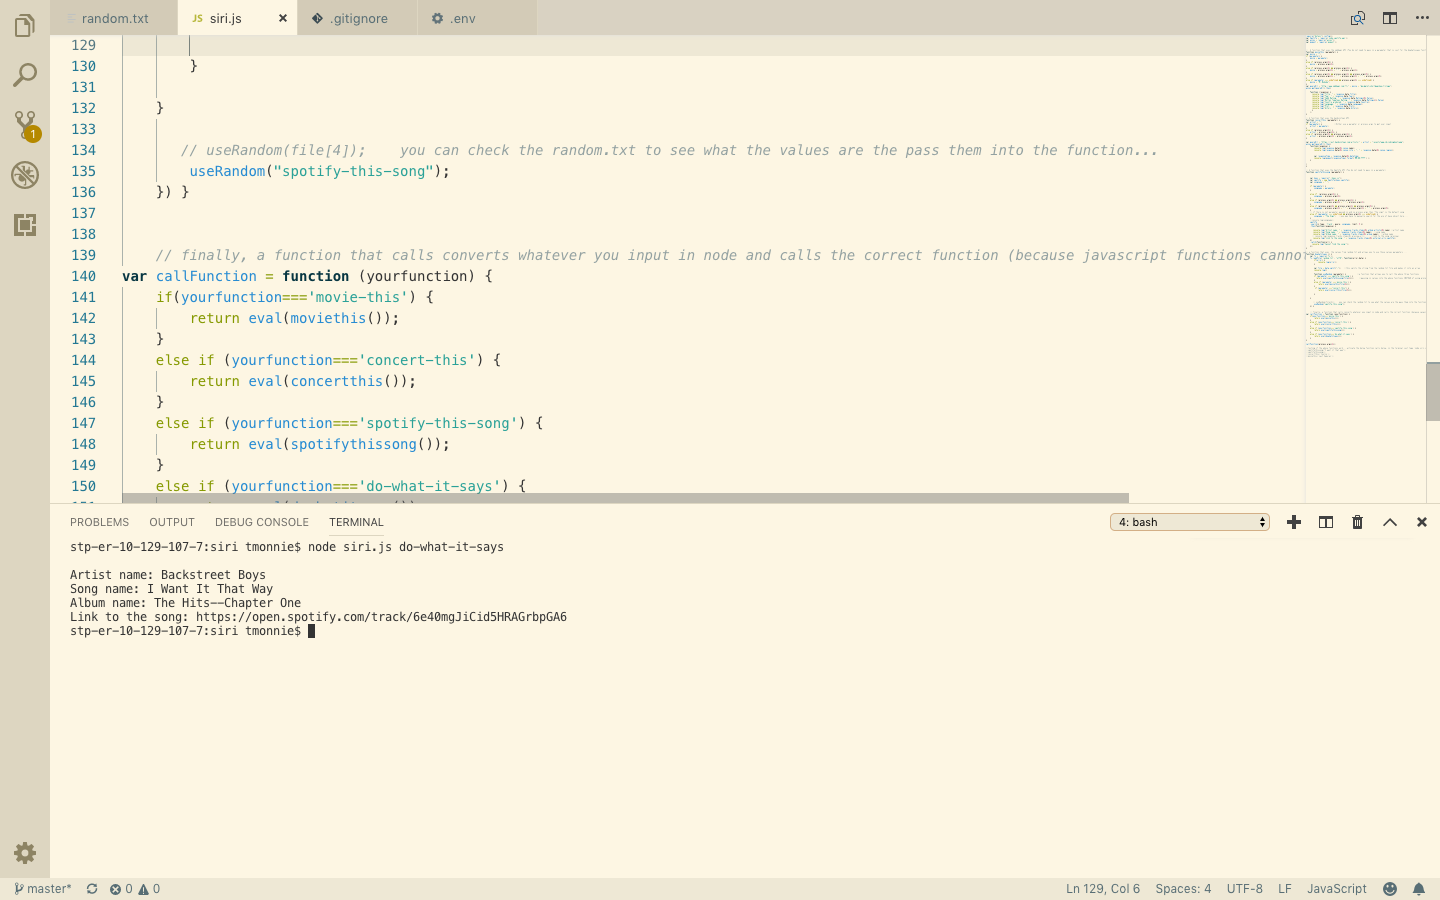 random.txt
JS siri.js
.gitignore
.env
129
130 }
131
132 }
133
134 // useRandom(file[4]);    you can check the random.txt to see what the values are the pass them into the function...
135 useRandom("spotify-this-song");
136 }) }
137
138
139 // finally, a function that calls converts whatever you input in node and calls the correct function (because javascript functions
140 var callFunction = function (yourfunction) {
141 if(yourfunction==='movie-this') {
142 return eval(moviethis());
143 }
144 else if (yourfunction==='concert-this') {
145 return eval(concertthis());
146 }
147 else if (yourfunction==='spotify-this-song') {
148 return eval(spotifythissong());
149 }
150 else if (yourfunction==='do-what-it-says') {
1
PROBLEMS OUTPUT DEBUG CONSOLE TERMINAL
4: bash
stp-er-10-129-107-7:siri tmonnie$ node siri.js do-what-it-says
Artist name: Backstreet Boys
Song name: I Want It That Way
Album name: The Hits--Chapter One
Link to the song: https://open.spotify.com/track/6e40mgJiCid5HRAGrbpGA6
stp-er-10-129-107-7:siri tmonnie$
master* 0 0
Ln 129, Col 6 Spaces: 4 UTF-8 LF JavaScript